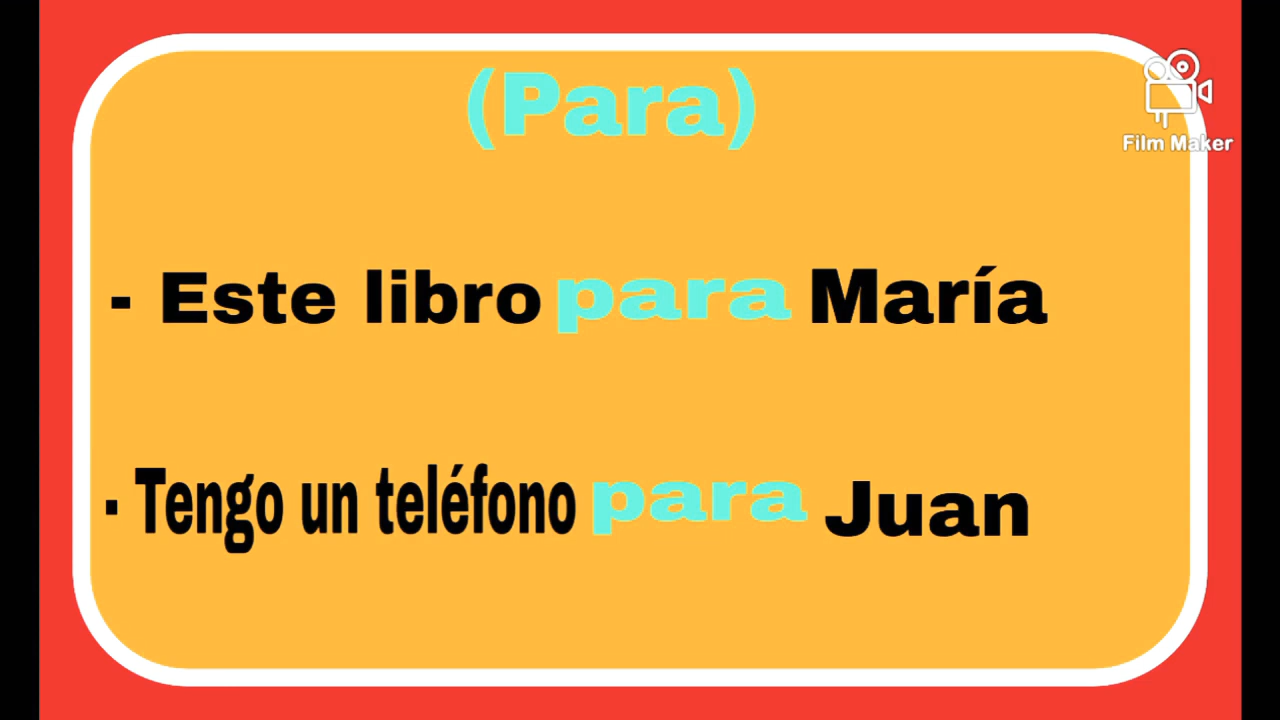 (Para)
Film Maker
- Este libro para María
- Tengo un teléfono para Juan